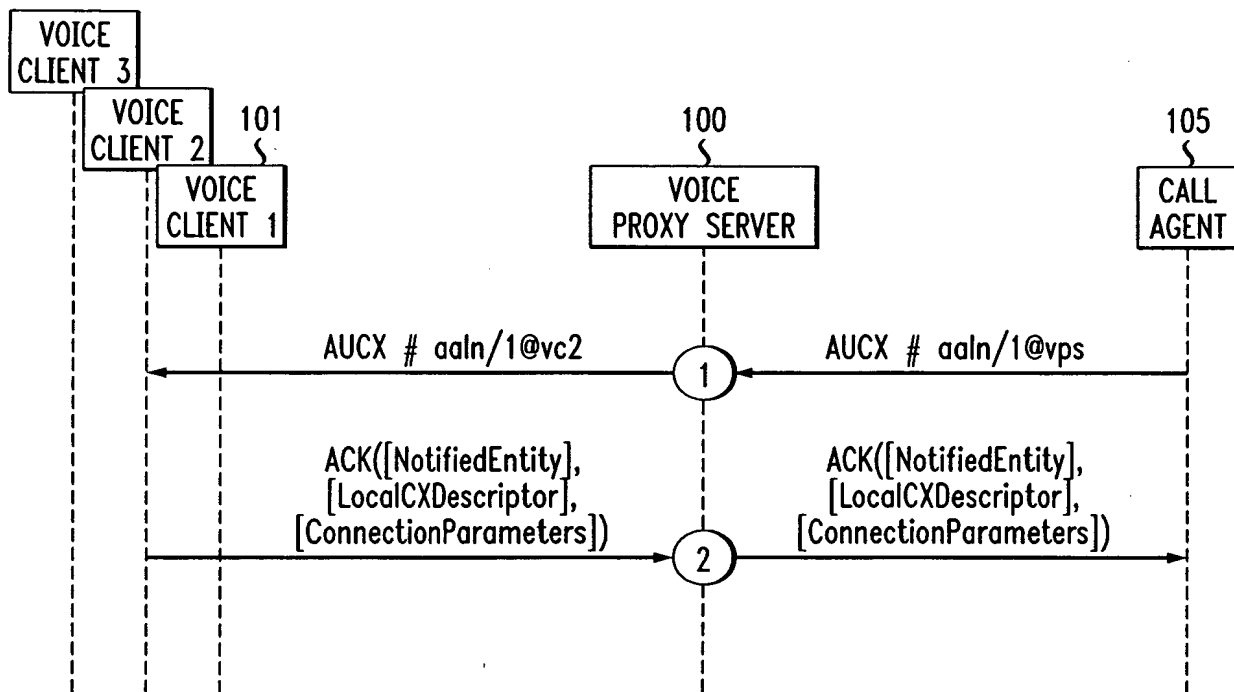 VOICE
CLIENT 3
VOICE
CLIENT 2
101
VOICE
CLIENT 1
100
VOICE
PROXY SERVER
105
CALL
AGENT
AUCX # aaln/1@vc2
1
AUCX # aaln/1@vps
ACK([NotifiedEntity],
[LocalCXDescriptor],
[ConnectionParameters])
2
ACK([NotifiedEntity],
[LocalCXDescriptor],
[ConnectionParameters])